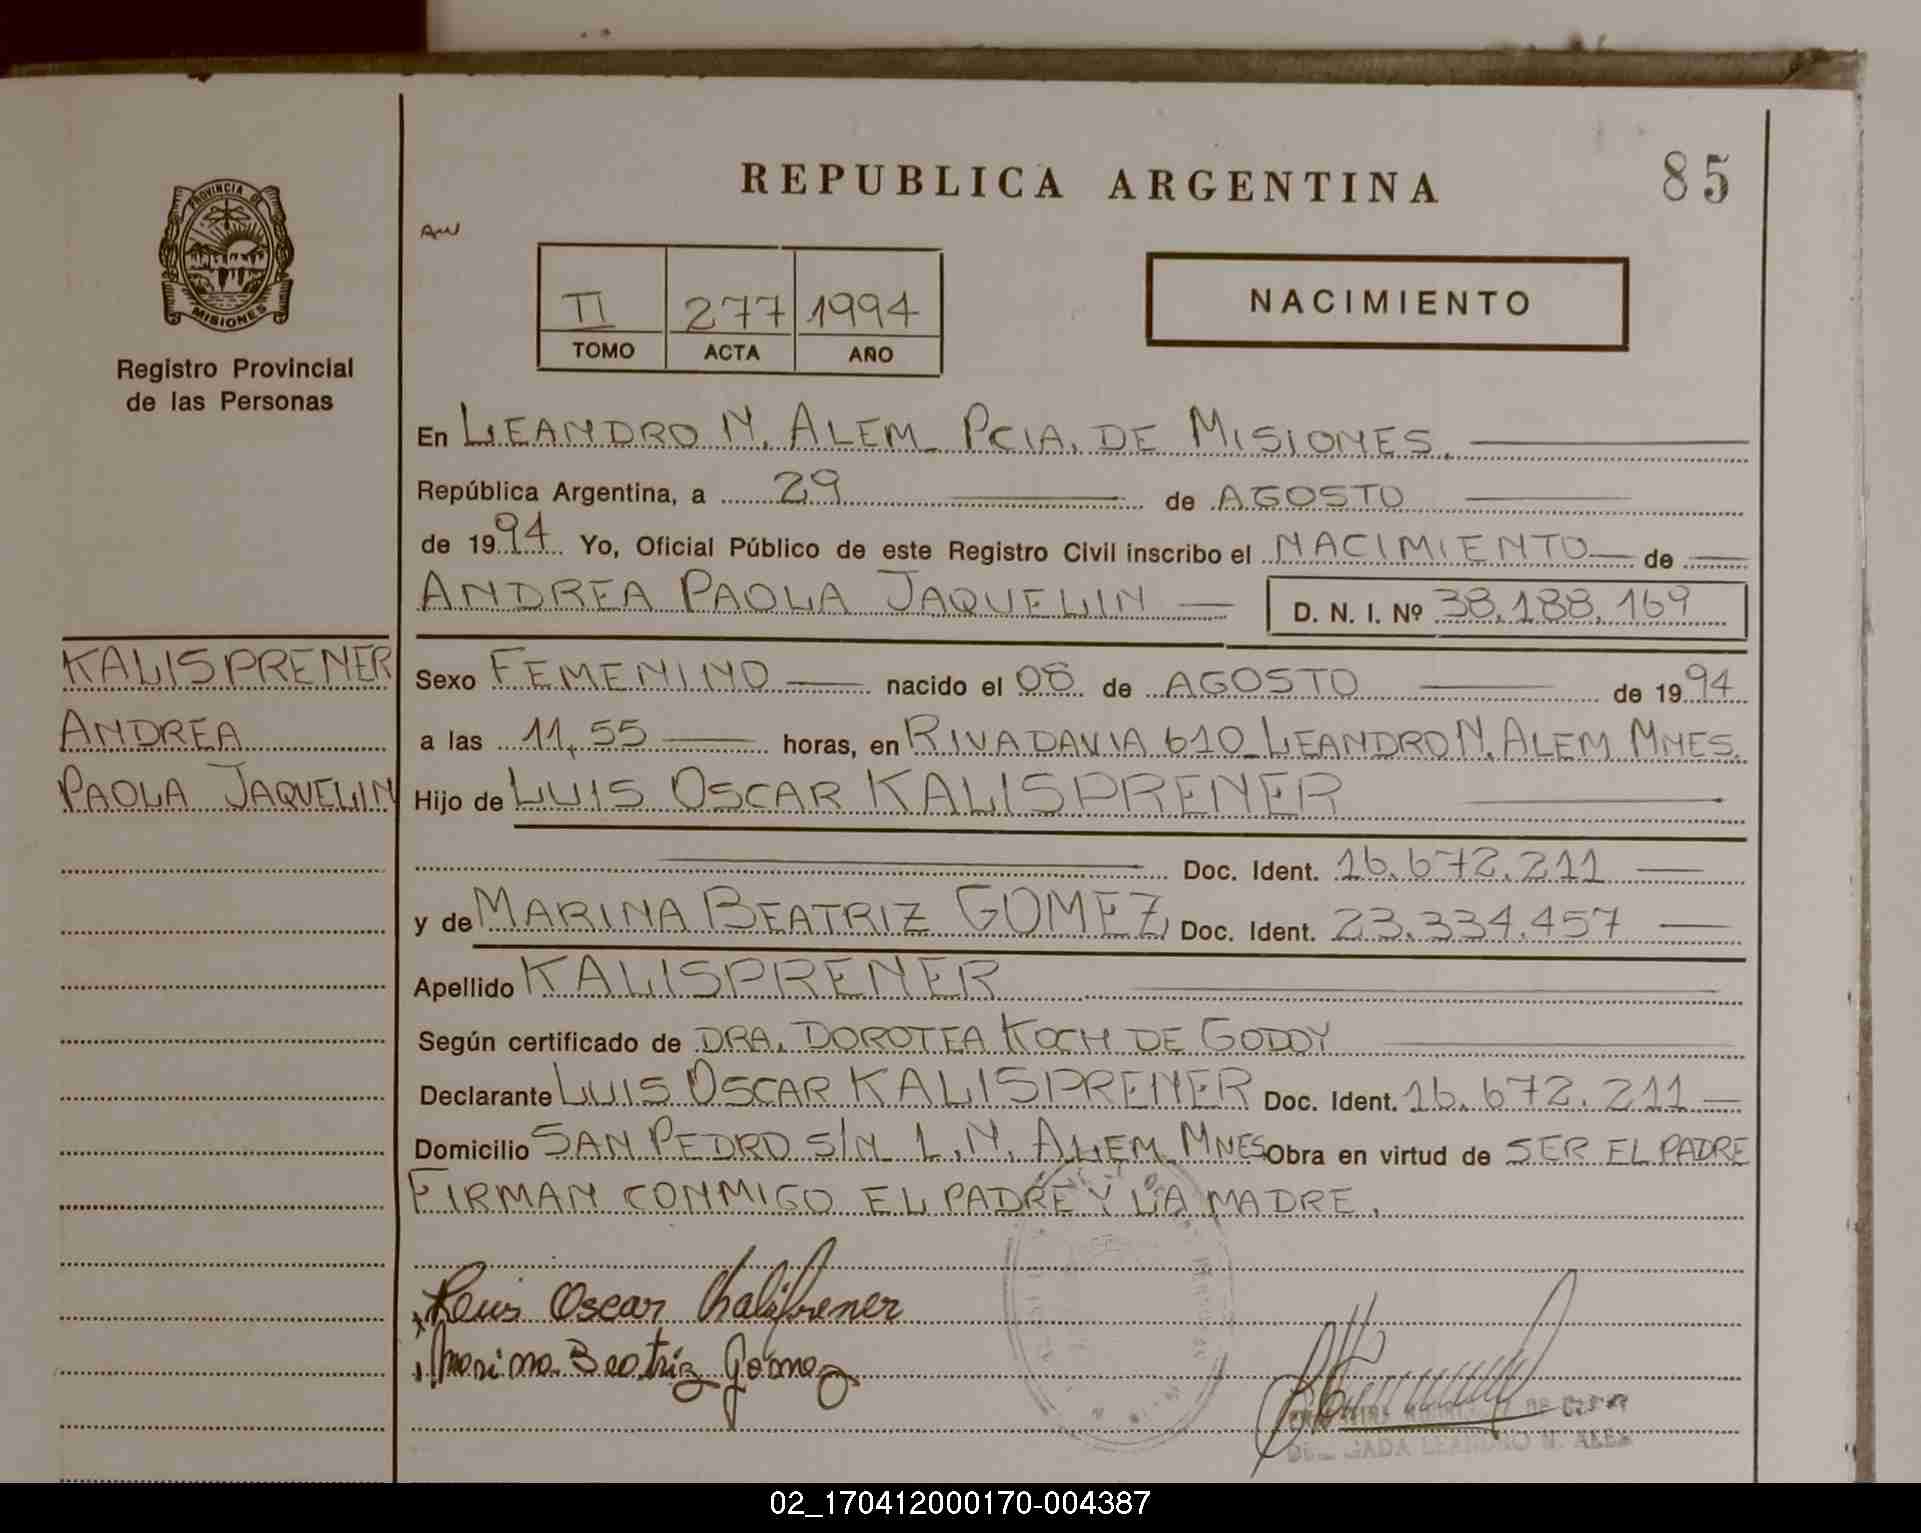 REPUBLICA ARGENTINA
85
PROVINCIA DE
MISIONES
Registro Provincial
de las Personas
TOMO II
ACTA 277
AÑO 1994
NACIMIENTO
En LEANDRO N. ALEM PCIA. DE MISIONES.
República Argentina, a 29 de AGOSTO
de 1994 Yo, Oficial Público de este Registro Civil inscribo el NACIMIENTO de
ANDREA PAOLA JAQUELIN D. N. I. Nº 38.188.169
KALISPRENER
ANDREA
PAOLA JAQUELIN
Sexo FEMENINO nacido el 08 de AGOSTO de 1994
a las 11,55 horas, en RIVADAVIA 610 LEANDRO N. ALEM MNES.
Hijo de LUIS OSCAR KALISPRENER
Doc. Ident. 16.672.211
y de MARINA BEATRIZ GOMEZ Doc. Ident. 23.334.457
Apellido KALISPRENER
Según certificado de DRA. DOROTEA KOCH DE GODOY
Declarante LUIS OSCAR KALISPRENER Doc. Ident. 16.672.211
Domicilio SAN PEDRO S/N L.N. ALEM MNES Obra en virtud de SER EL PADRE
FIRMAN CONMIGO EL PADRE Y LA MADRE.
Luis Oscar Kalisprener
Marina Beatriz Gomez
LEANDRO N. ALEM
02_170412000170-004387